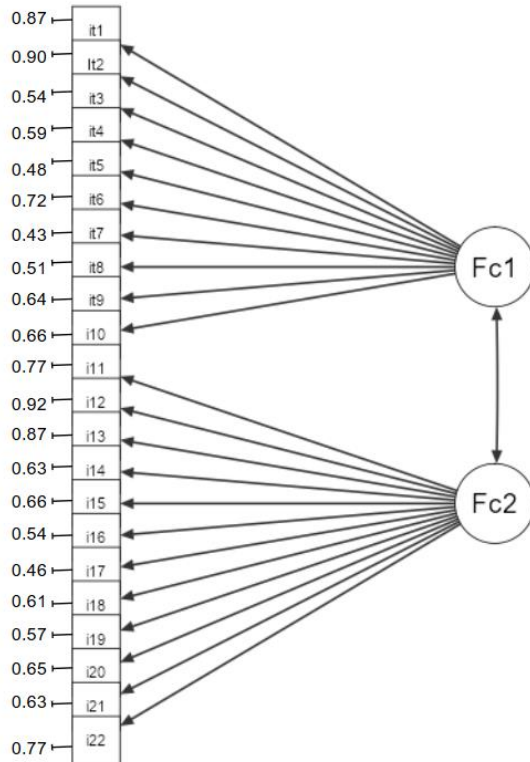 0.87 it1
0.90 It2
0.54 it3
0.59 it4
0.48 it5
0.72 it6
0.43 it7
0.51 it8
0.64 it9
0.66 i10
0.77 i11
0.92 i12
0.87 i13
0.63 i14
0.66 i15
0.54 i16
0.46 i17
0.61 i18
0.57 i19
0.65 i20
0.63 i21
0.77 i22
Fc1
Fc2